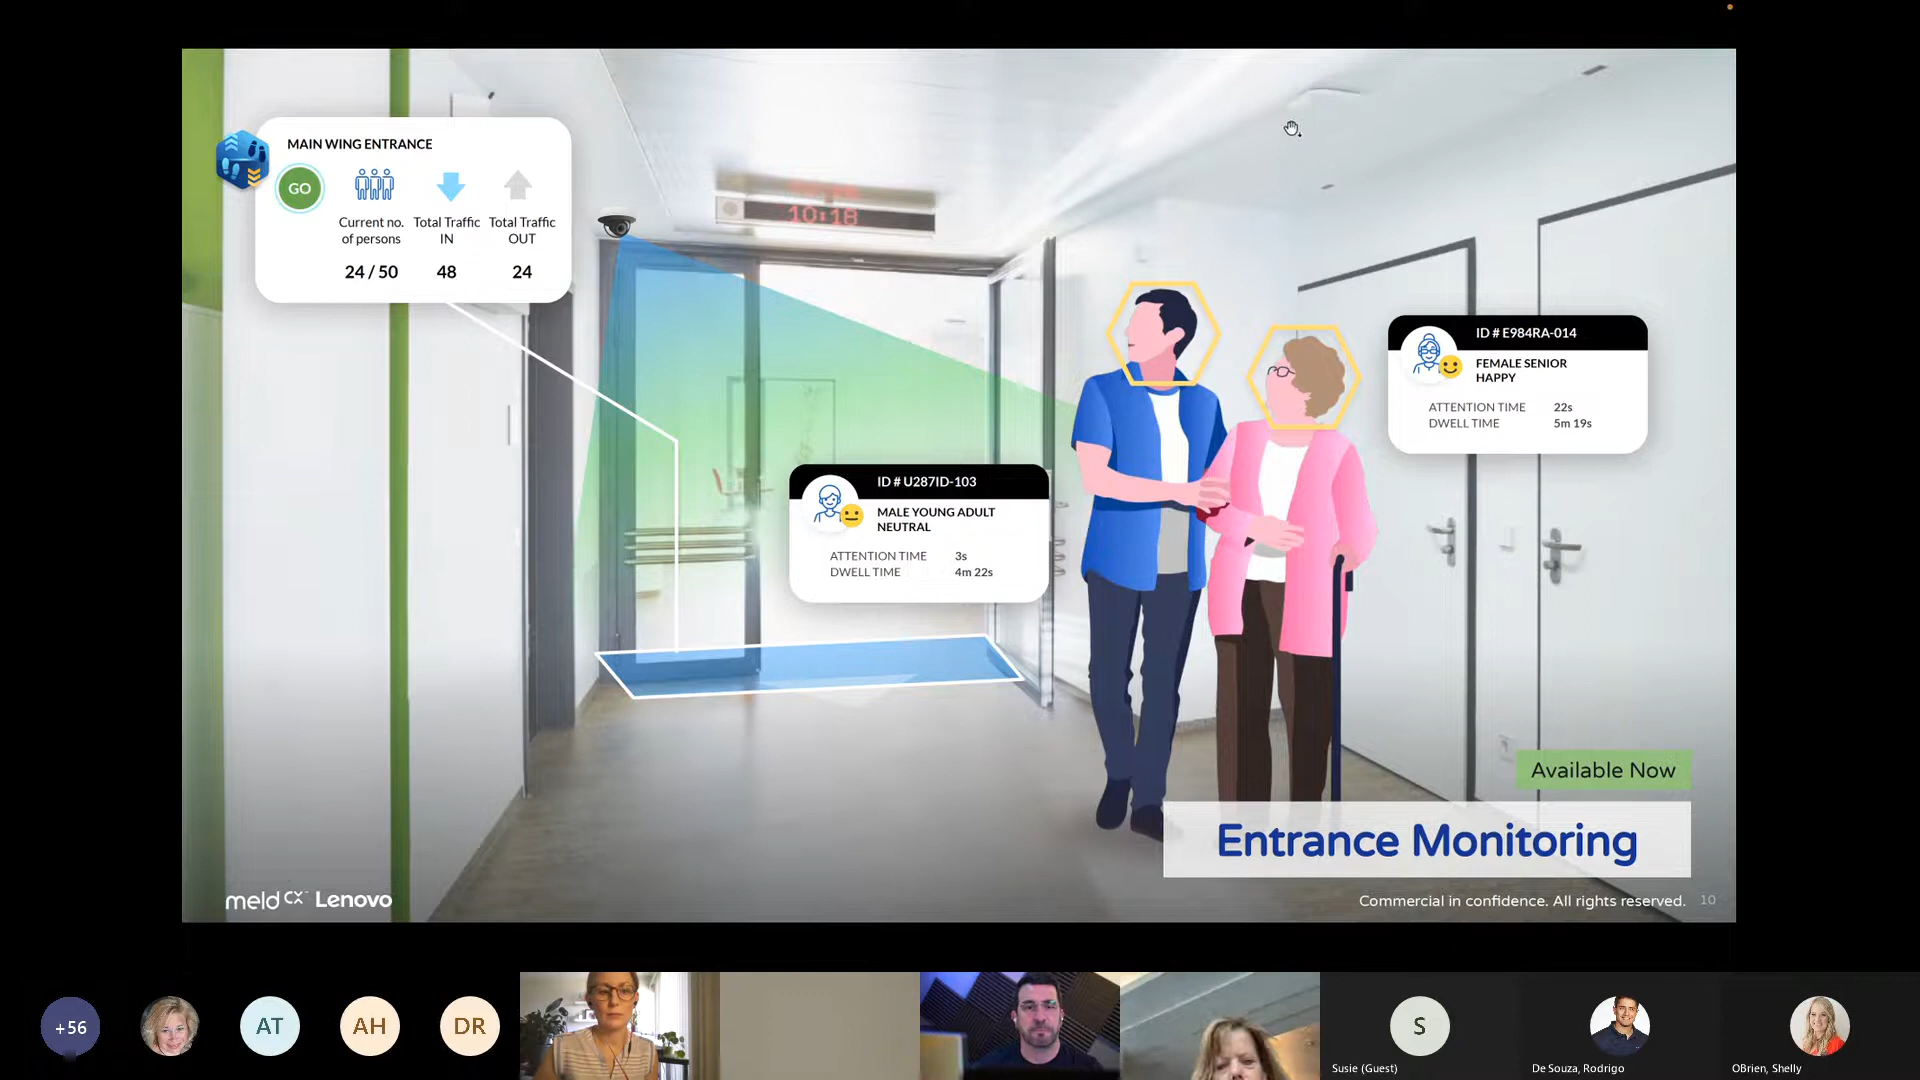 MAIN WING ENTRANCE
GO
Current no. of persons
Total Traffic IN
Total Traffic OUT
24 / 50
48
24
10:18
ID # E984RA-014
FEMALE SENIOR
HAPPY
ATTENTION TIME 22s
DWELL TIME 5m 19s
ID # U287ID-103
MALE YOUNG ADULT
NEUTRAL
ATTENTION TIME 3s
DWELL TIME 4m 22s
Available Now
Entrance Monitoring
meld CX Lenovo
Commercial in confidence. All rights reserved. 10
+56
AT
AH
DR
S
Susie (Guest)
De Souza, Rodrigo
OBrien, Shelly